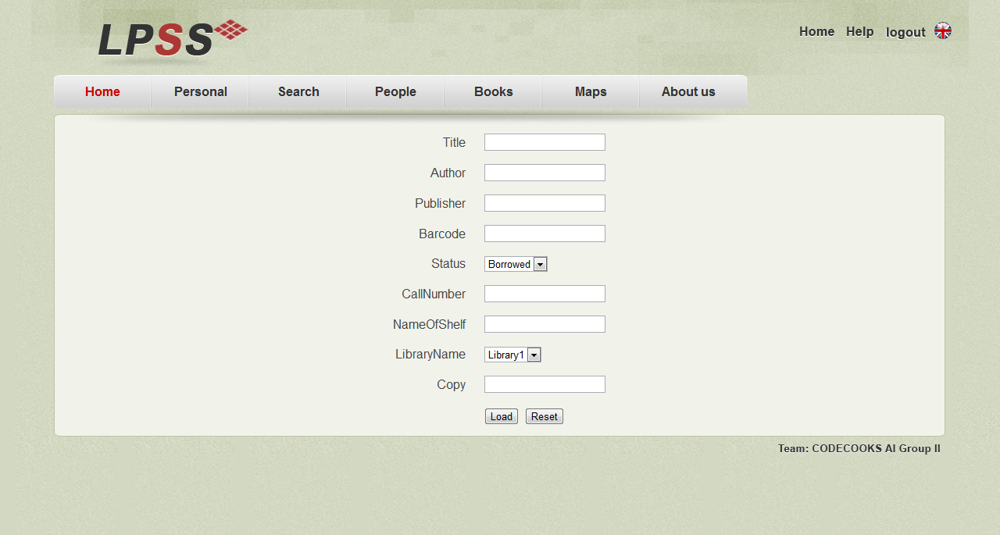 LPSS
Home Help logout
Home Personal Search People Books Maps About us
Title
Author
Publisher
Barcode
Status Borrowed
CallNumber
NameOfShelf
LibraryName Library1
Copy
Load Reset
Team: CODECOOKS AI Group II